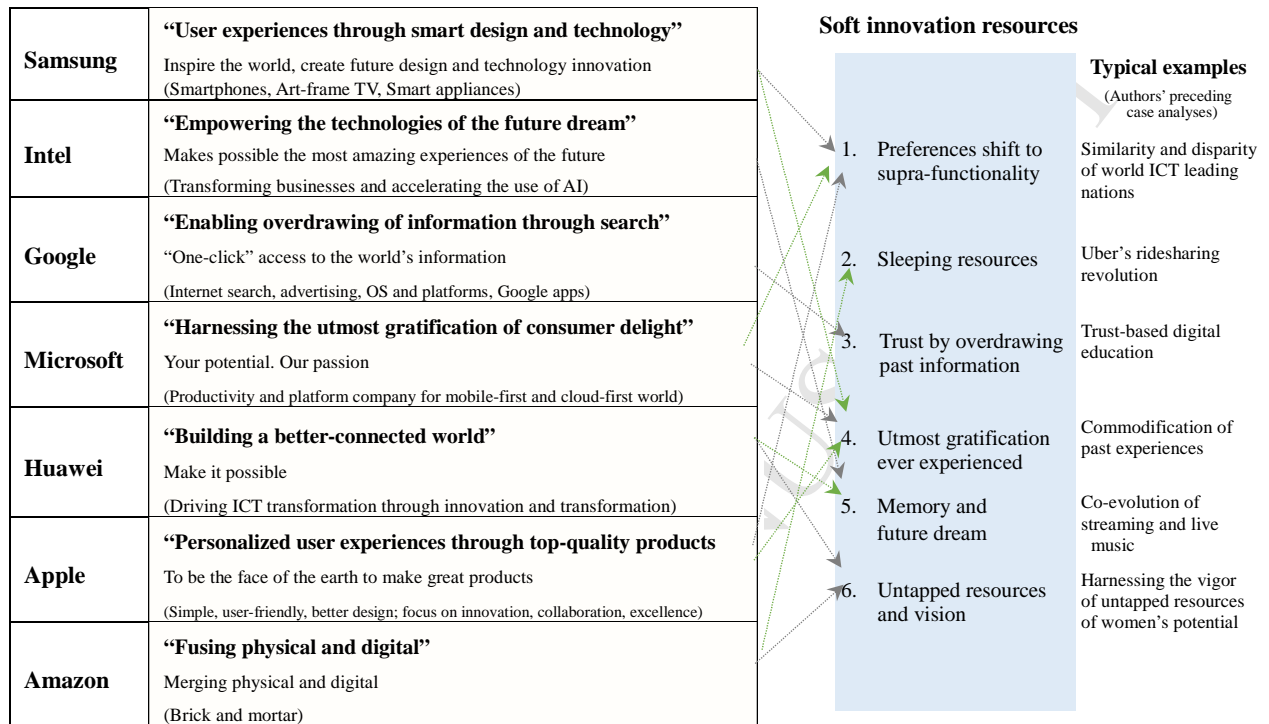 Samsung
“User experiences through smart design and technology”
Inspire the world, create future design and technology innovation
(Smartphones, Art-frame TV, Smart appliances)
Intel
“Empowering the technologies of the future dream”
Makes possible the most amazing experiences of the future
(Transforming businesses and accelerating the use of AI)
Google
“Enabling overdrawing of information through search”
“One-click” access to the world’s information
(Internet search, advertising, OS and platforms, Google apps)
Microsoft
“Harnessing the utmost gratification of consumer delight”
Your potential. Our passion
(Productivity and platform company for mobile-first and cloud-first world)
Huawei
“Building a better-connected world”
Make it possible
(Driving ICT transformation through innovation and transformation)
Apple
“Personalized user experiences through top-quality products
To be the face of the earth to make great products
(Simple, user-friendly, better design; focus on innovation, collaboration, excellence)
Amazon
“Fusing physical and digital”
Merging physical and digital
(Brick and mortar)
Soft innovation resources
Typical examples
(Authors’ preceding
case analyses)
1. Preferences shift to
supra-functionality
Similarity and disparity
of world ICT leading
nations
2. Sleeping resources
Uber’s ridesharing
revolution
3. Trust by overdrawing
past information
Trust-based digital
education
4. Utmost gratification
ever experienced
Commodification of
past experiences
5. Memory and
future dream
Co-evolution of
streaming and live
music
6. Untapped resources
and vision
Harnessing the vigor
of untapped resources
of women’s potential